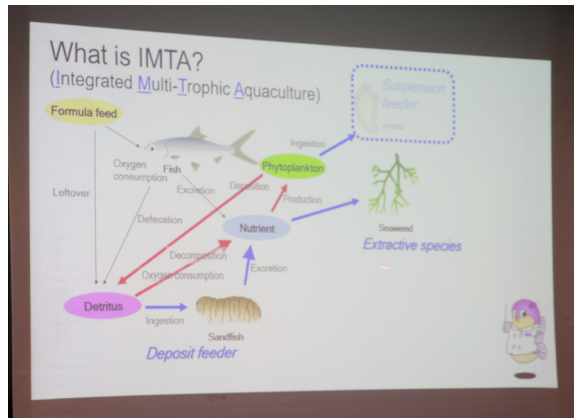 What is IMTA?
(Integrated Multi-Trophic Aquaculture)
Formula feed
Suspension
feeder
oyster
Ingestion
Phytoplankton
Fish
Oxygen
consumption
Excretion
Deposition
Leftover
Defecation
Production
Nutrient
Seaweed
Extractive species
Decomposition
Oxygen consumption
Excretion
Detritus
Ingestion
Sandfish
Deposit feeder